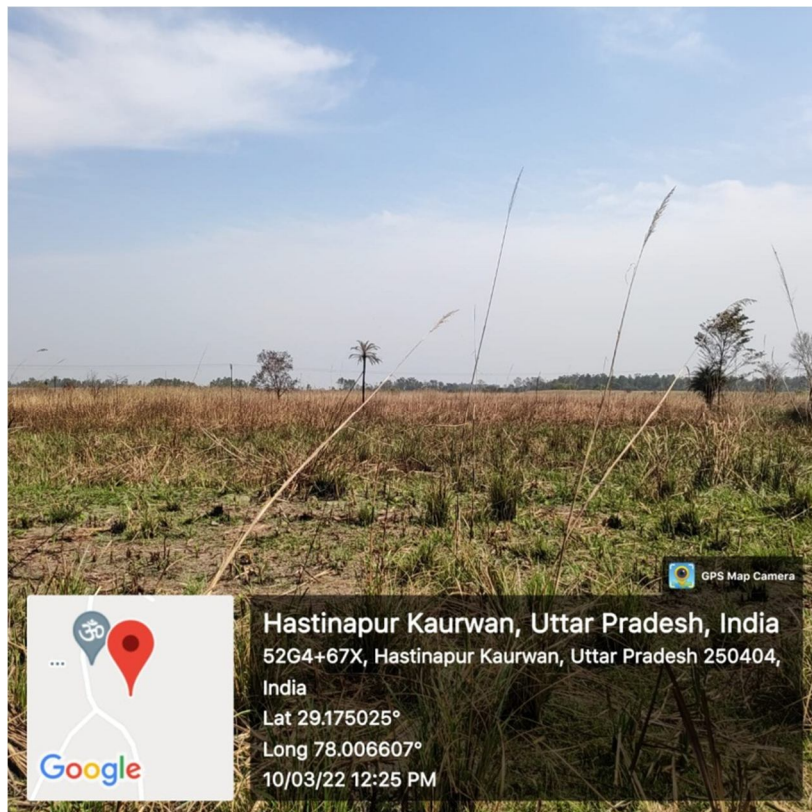 GPS Map Camera
ॐ
Google
Hastinapur Kaurwan, Uttar Pradesh, India
52G4+67X, Hastinapur Kaurwan, Uttar Pradesh 250404,
India
Lat 29.175025°
Long 78.006607°
10/03/22 12:25 PM